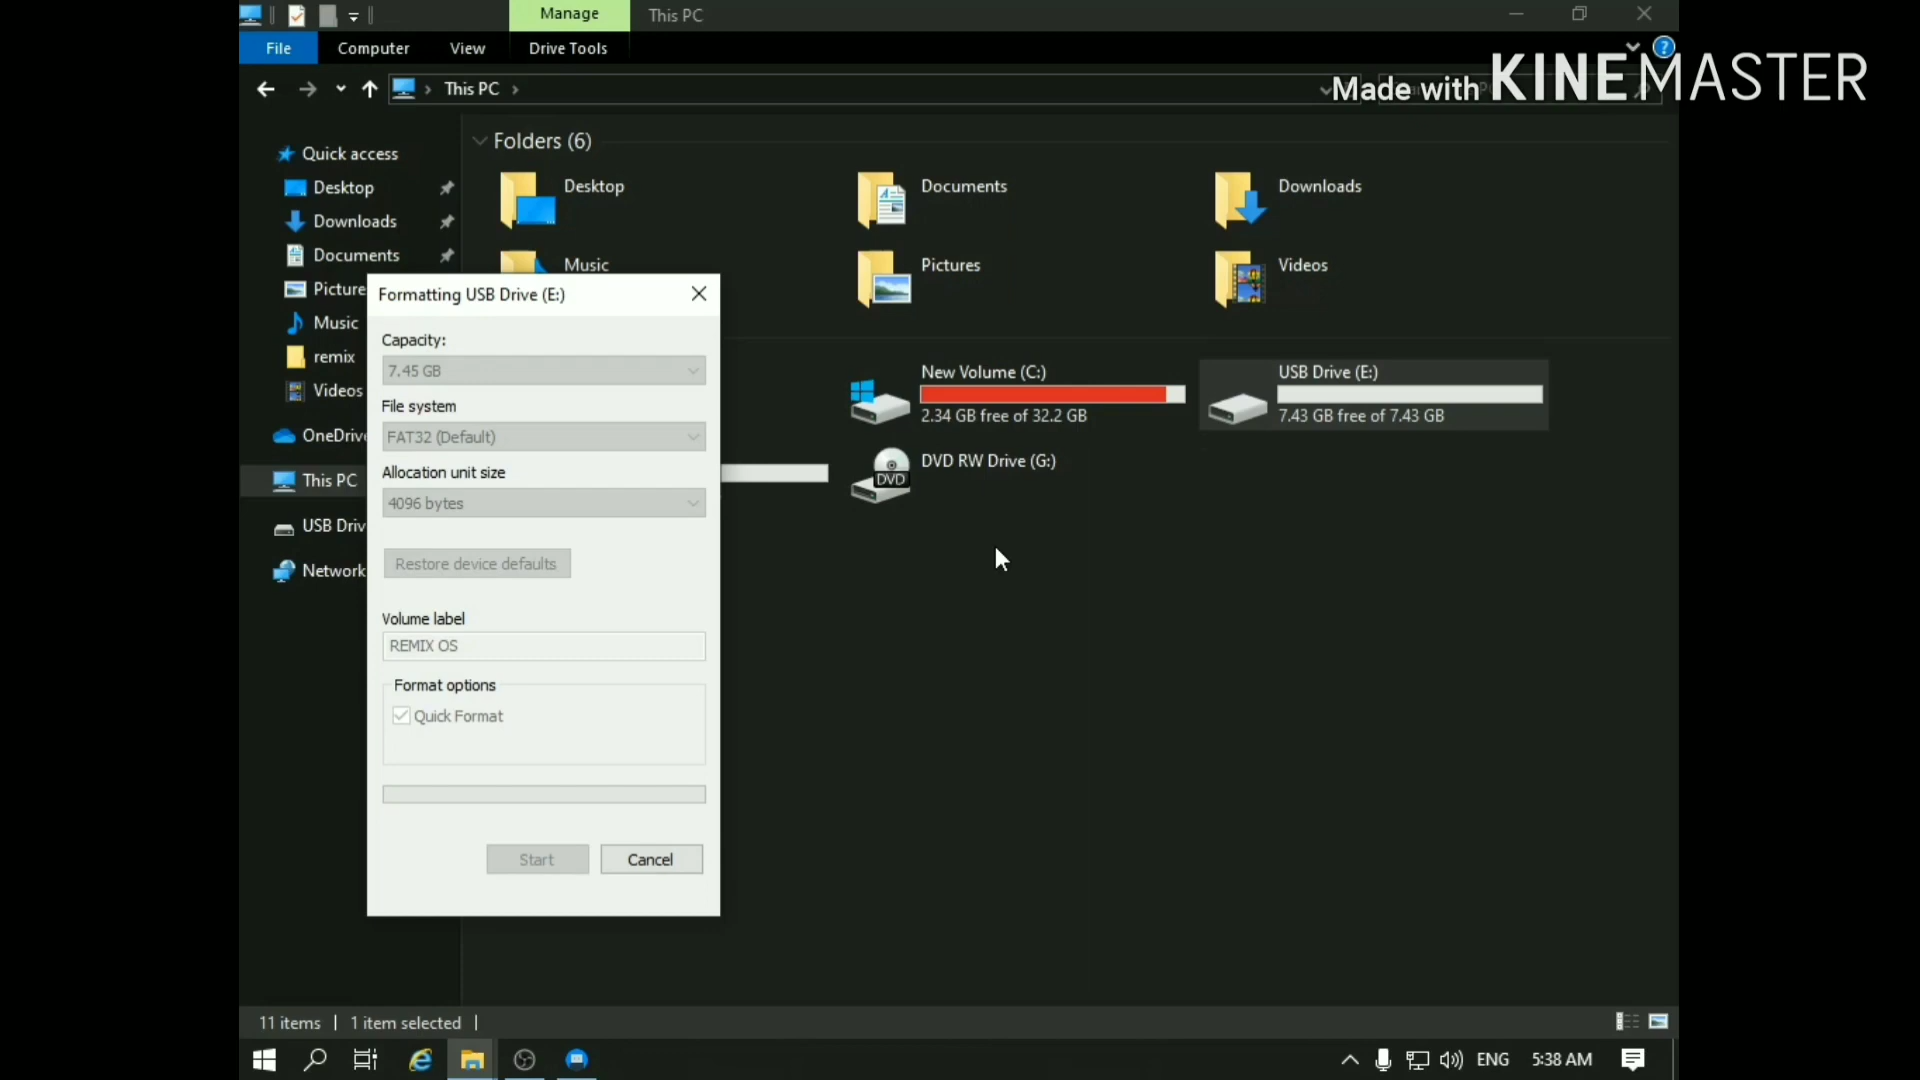 Manage
This PC
File
Computer
View
Drive Tools
This PC
Made with KINEMASTER
Quick access
Desktop
Downloads
Documents
Picture
Music
remix
Videos
OneDrive
This PC
USB Driv
Network
Folders (6)
Desktop
Documents
Downloads
Music
Pictures
Videos
New Volume (C:)
2.34 GB free of 32.2 GB
USB Drive (E:)
7.43 GB free of 7.43 GB
DVD
DVD RW Drive (G:)
Formatting USB Drive (E:)
Capacity:
7.45 GB
File system
FAT32 (Default)
Allocation unit size
4096 bytes
Restore device defaults
Volume label
REMIX OS
Format options
Quick Format
Start
Cancel
11 items
1 item selected
ENG
5:38 AM